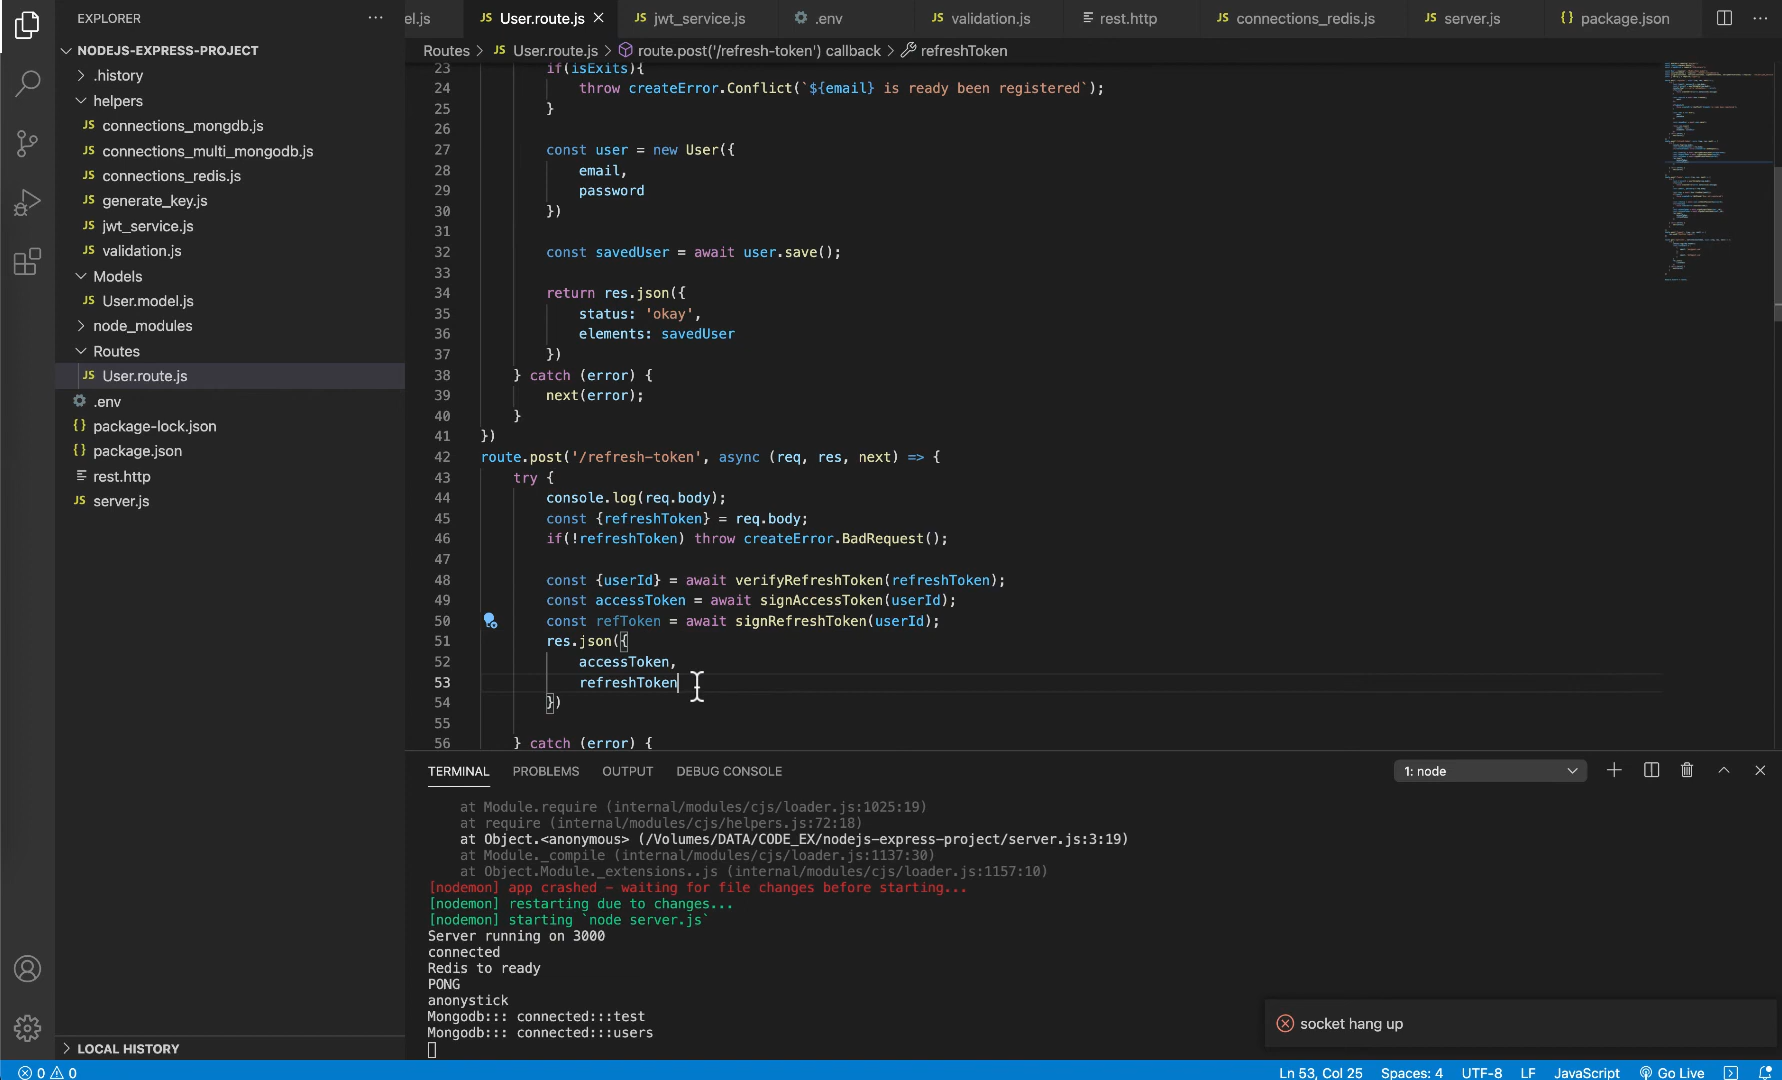 EXPLORER
el.js
User.route.js
jwt_service.js
.env
validation.js
rest.http
connections_redis.js
server.js
package.json
NODEJS-EXPRESS-PROJECT
.history
helpers
connections_mongdb.js
connections_multi_mongodb.js
connections_redis.js
generate_key.js
jwt_service.js
validation.js
Models
User.model.js
node_modules
Routes
User.route.js
.env
package-lock.json
package.json
rest.http
server.js
LOCAL HISTORY
Routes > JS User.route.js > route.post('/refresh-token') callback > refreshToken
23 if(isExits){
24 throw createError.Conflict(`${email} is ready been registered`);
25 }
26
27 const user = new User({
28 email,
29 password
30 })
31
32 const savedUser = await user.save();
33
34 return res.json({
35 status: 'okay',
36 elements: savedUser
37 })
38 } catch (error) {
39 next(error);
40 }
41 })
42 route.post('/refresh-token', async (req, res, next) => {
43 try {
44 console.log(req.body);
45 const {refreshToken} = req.body;
46 if(!refreshToken) throw createError.BadRequest();
47
48 const {userId} = await verifyRefreshToken(refreshToken);
49 const accessToken = await signAccessToken(userId);
50 const refToken = await signRefreshToken(userId);
51 res.json({
52 accessToken,
53 refreshToken
54 })
55
56 } catch (error) {
TERMINAL PROBLEMS OUTPUT DEBUG CONSOLE
1: node
at Module.require (internal/modules/cjs/loader.js:1025:19)
at require (internal/modules/cjs/helpers.js:72:18)
at Object.<anonymous> (/Volumes/DATA/CODE_EX/nodejs-express-project/server.js:3:19)
at Module._compile (internal/modules/cjs/loader.js:1137:30)
at Object.Module._extensions..js (internal/modules/cjs/loader.js:1157:10)
[nodemon] app crashed - waiting for file changes before starting...
[nodemon] restarting due to changes...
[nodemon] starting `node server.js`
Server running on 3000
connected
Redis to ready
PONG
anonystick
Mongodb::: connected:::test
Mongodb::: connected:::users
socket hang up
0 0
Ln 53, Col 25 Spaces: 4 UTF-8 LF JavaScript Go Live